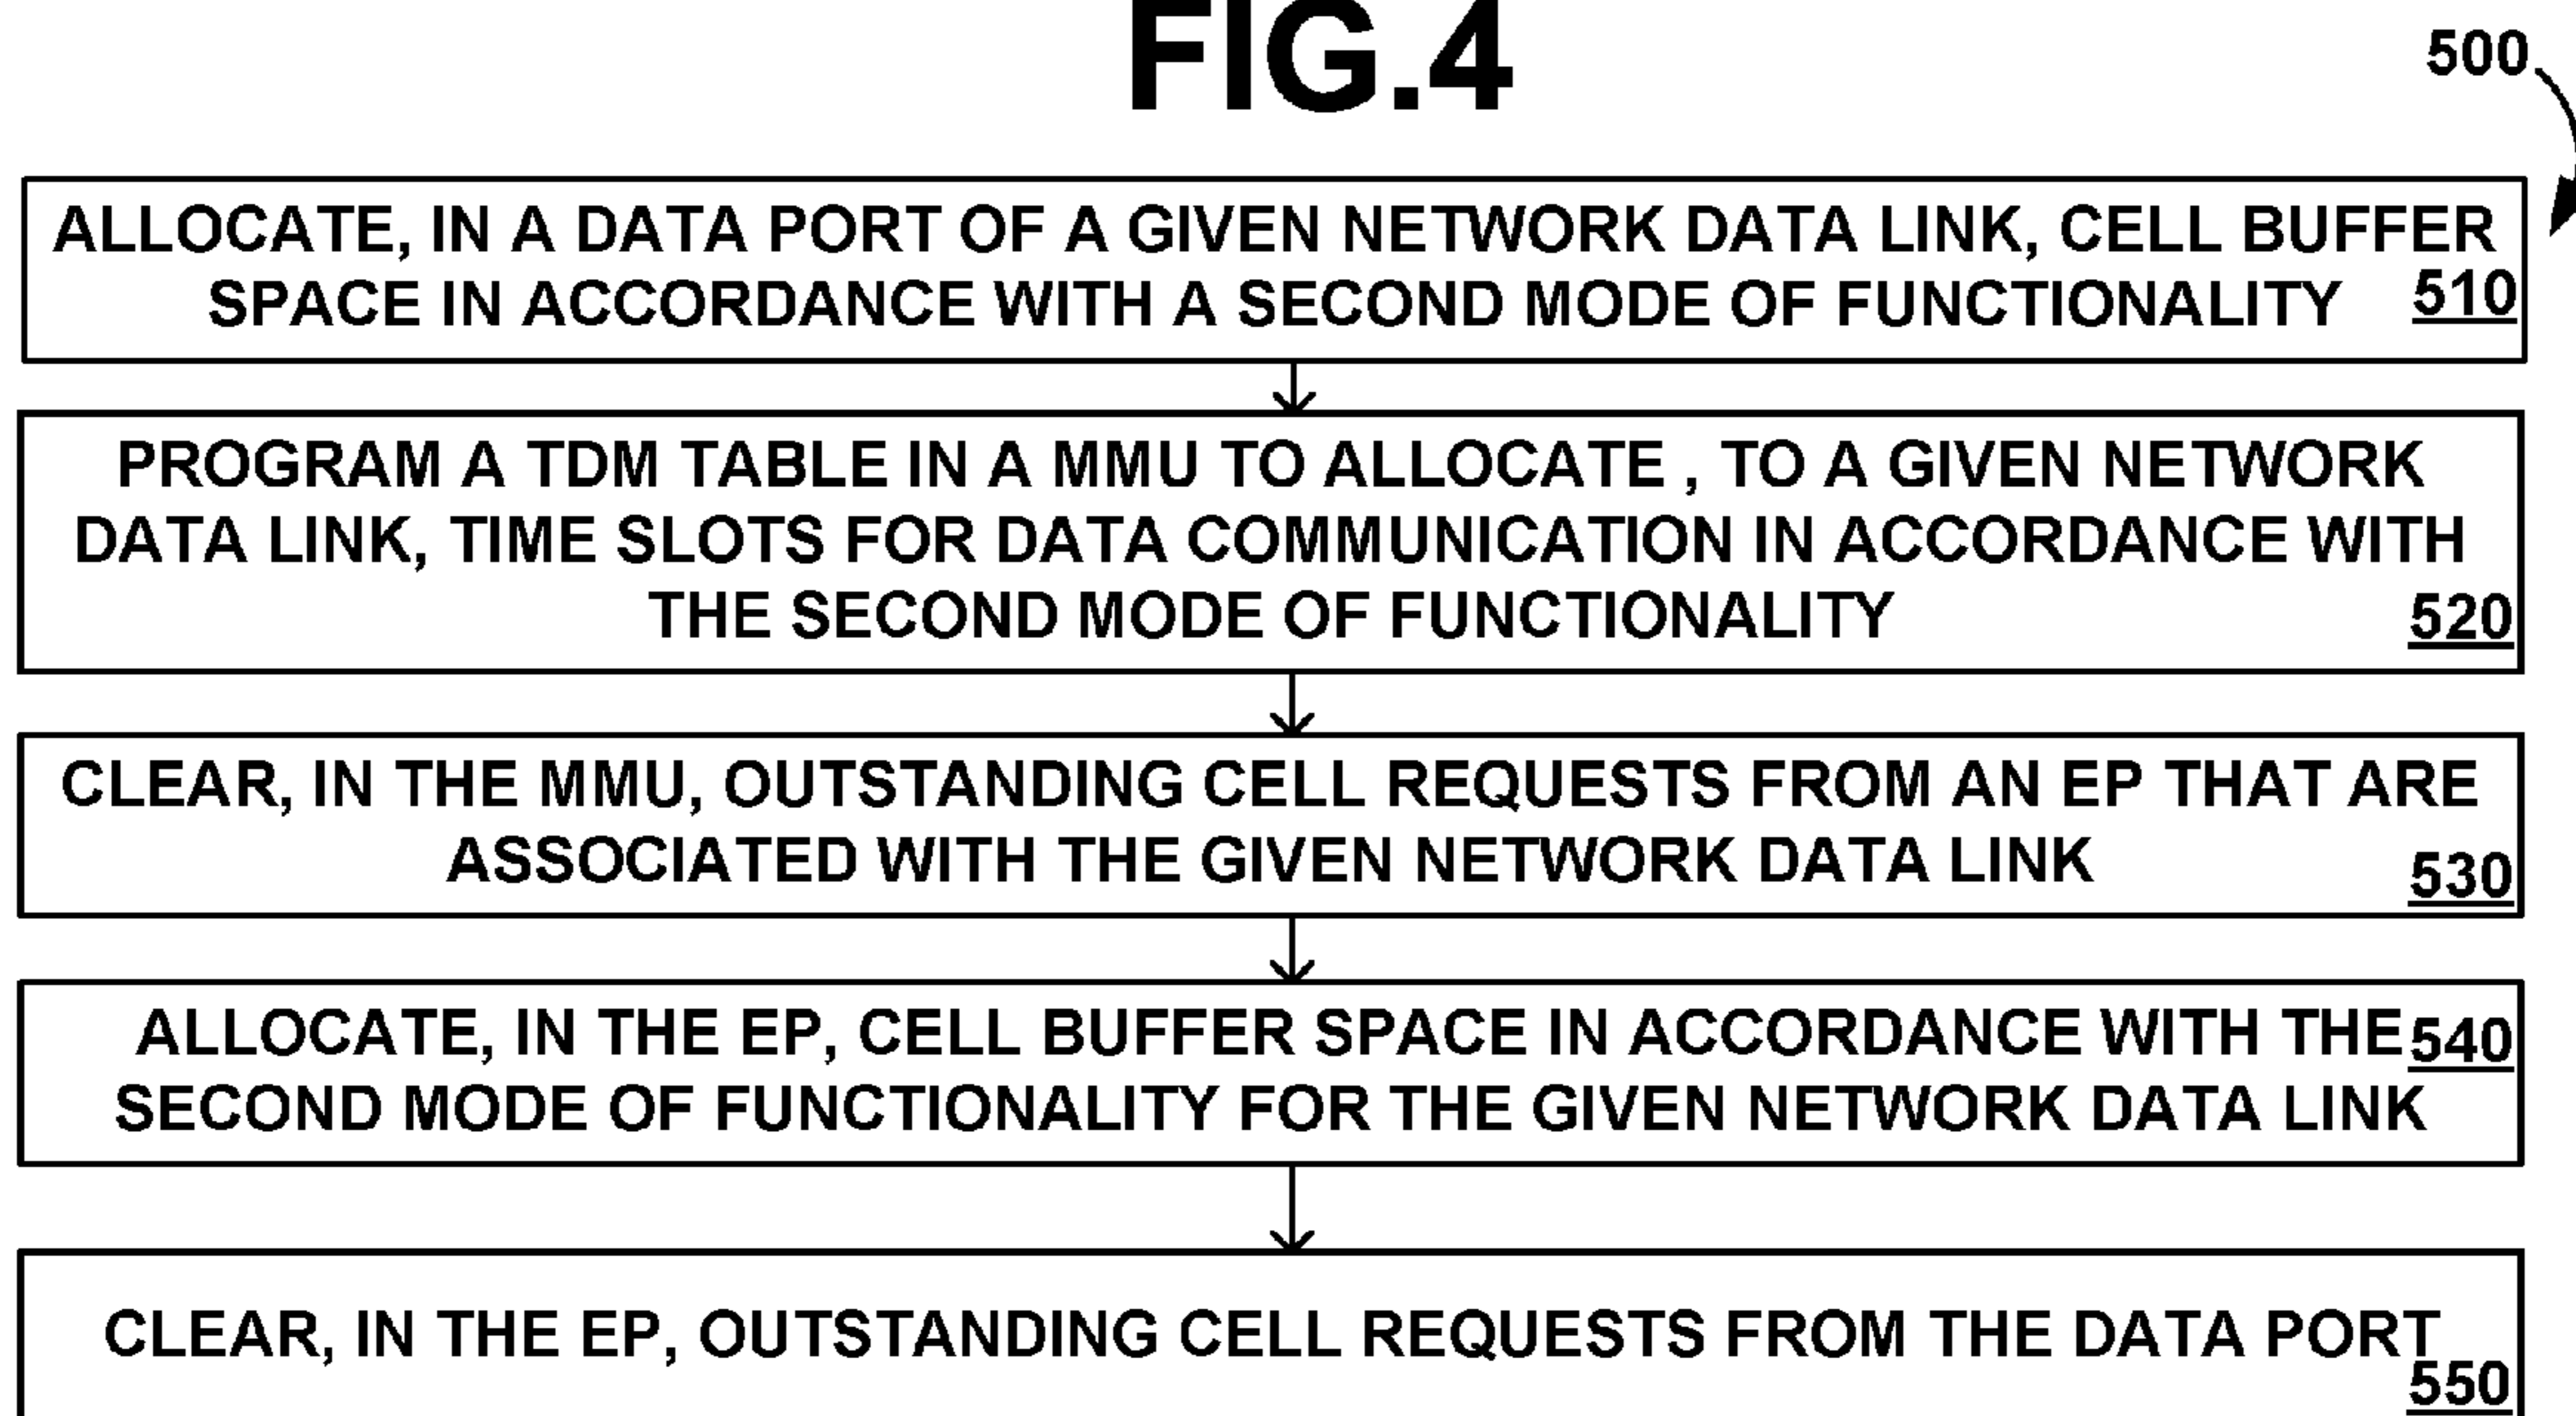 FIG.4
500
ALLOCATE, IN A DATA PORT OF A GIVEN NETWORK DATA LINK, CELL BUFFER
SPACE IN ACCORDANCE WITH A SECOND MODE OF FUNCTIONALITY 510
PROGRAM A TDM TABLE IN A MMU TO ALLOCATE , TO A GIVEN NETWORK
DATA LINK, TIME SLOTS FOR DATA COMMUNICATION IN ACCORDANCE WITH
THE SECOND MODE OF FUNCTIONALITY 520
CLEAR, IN THE MMU, OUTSTANDING CELL REQUESTS FROM AN EP THAT ARE
ASSOCIATED WITH THE GIVEN NETWORK DATA LINK 530
ALLOCATE, IN THE EP, CELL BUFFER SPACE IN ACCORDANCE WITH THE 540
SECOND MODE OF FUNCTIONALITY FOR THE GIVEN NETWORK DATA LINK
CLEAR, IN THE EP, OUTSTANDING CELL REQUESTS FROM THE DATA PORT
550